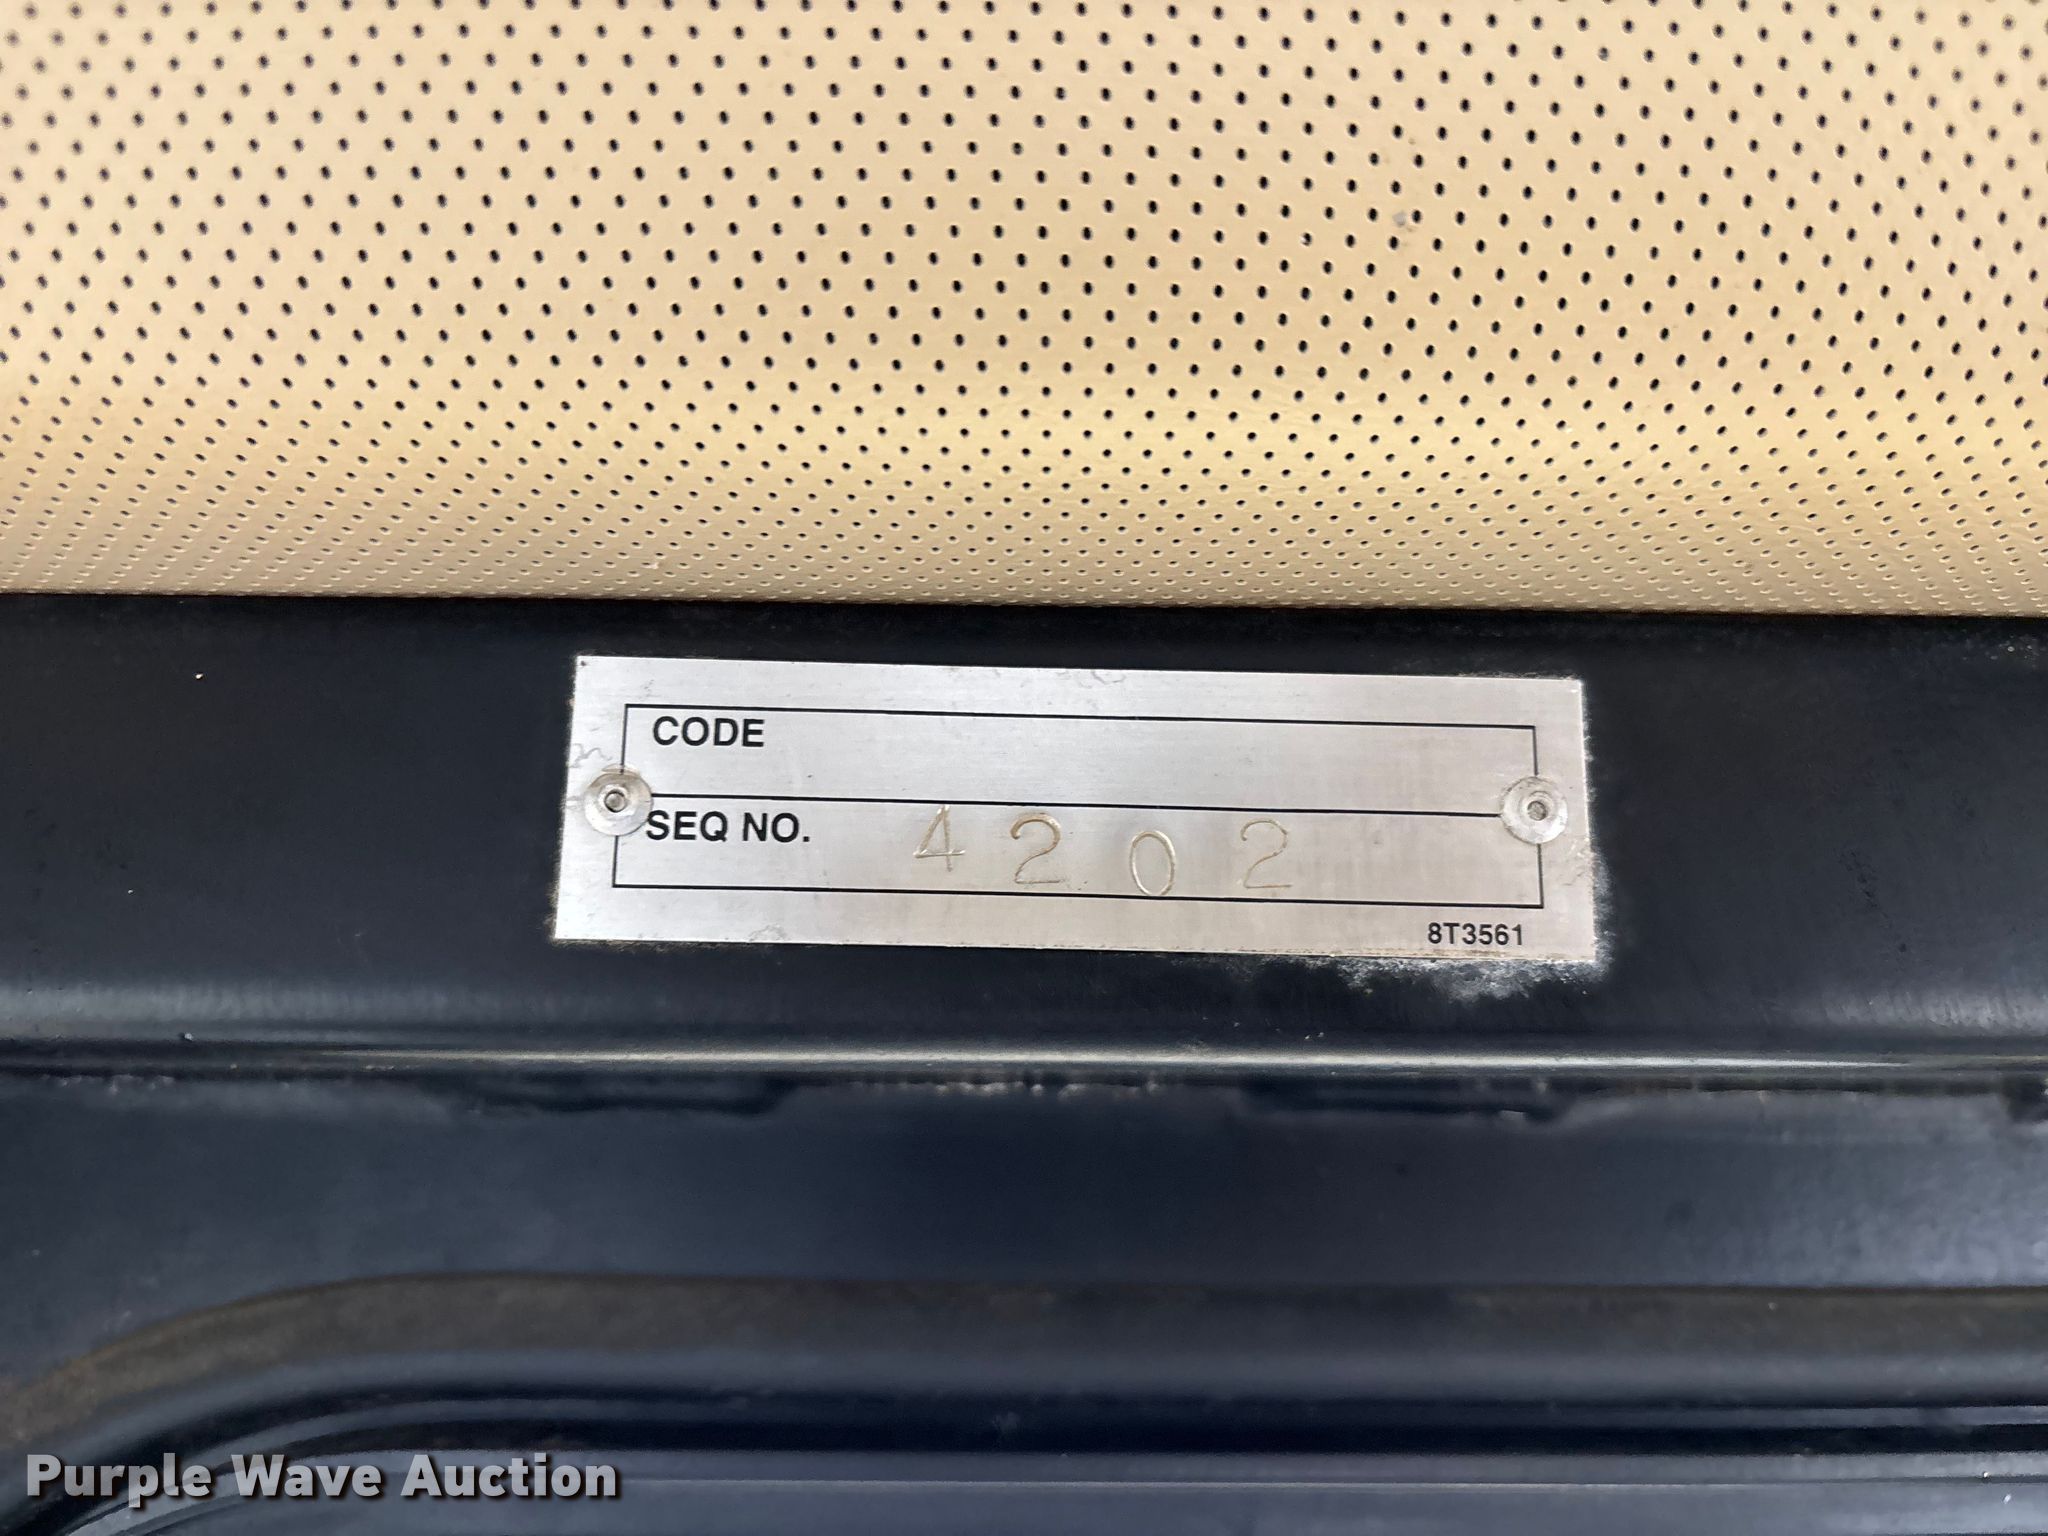 CODE
SEQ NO. 4202
8T3561
Purple Wave Auction